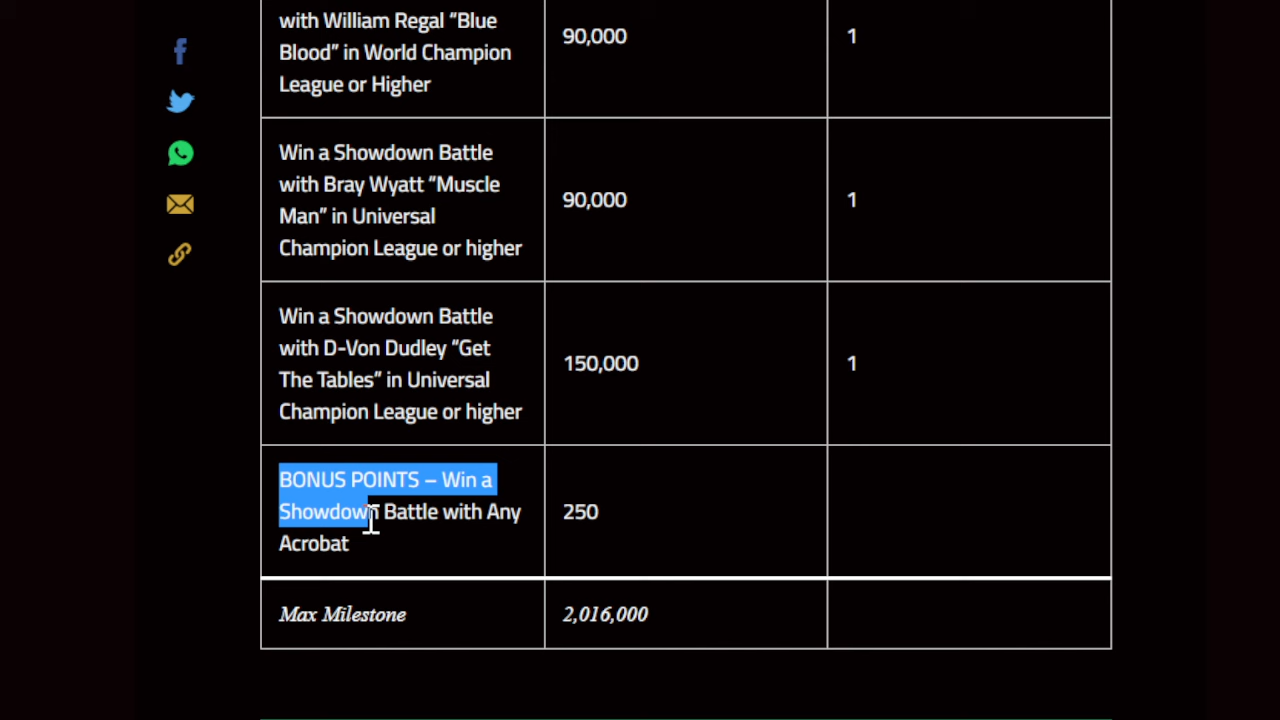 with William Regal “Blue
Blood” in World Champion
League or Higher
90,000
1
Win a Showdown Battle
with Bray Wyatt “Muscle
Man” in Universal
Champion League or higher
90,000
1
Win a Showdown Battle
with D-Von Dudley “Get
The Tables” in Universal
Champion League or higher
150,000
1
BONUS POINTS – Win a
Showdown Battle with Any
Acrobat
250
Max Milestone
2,016,000